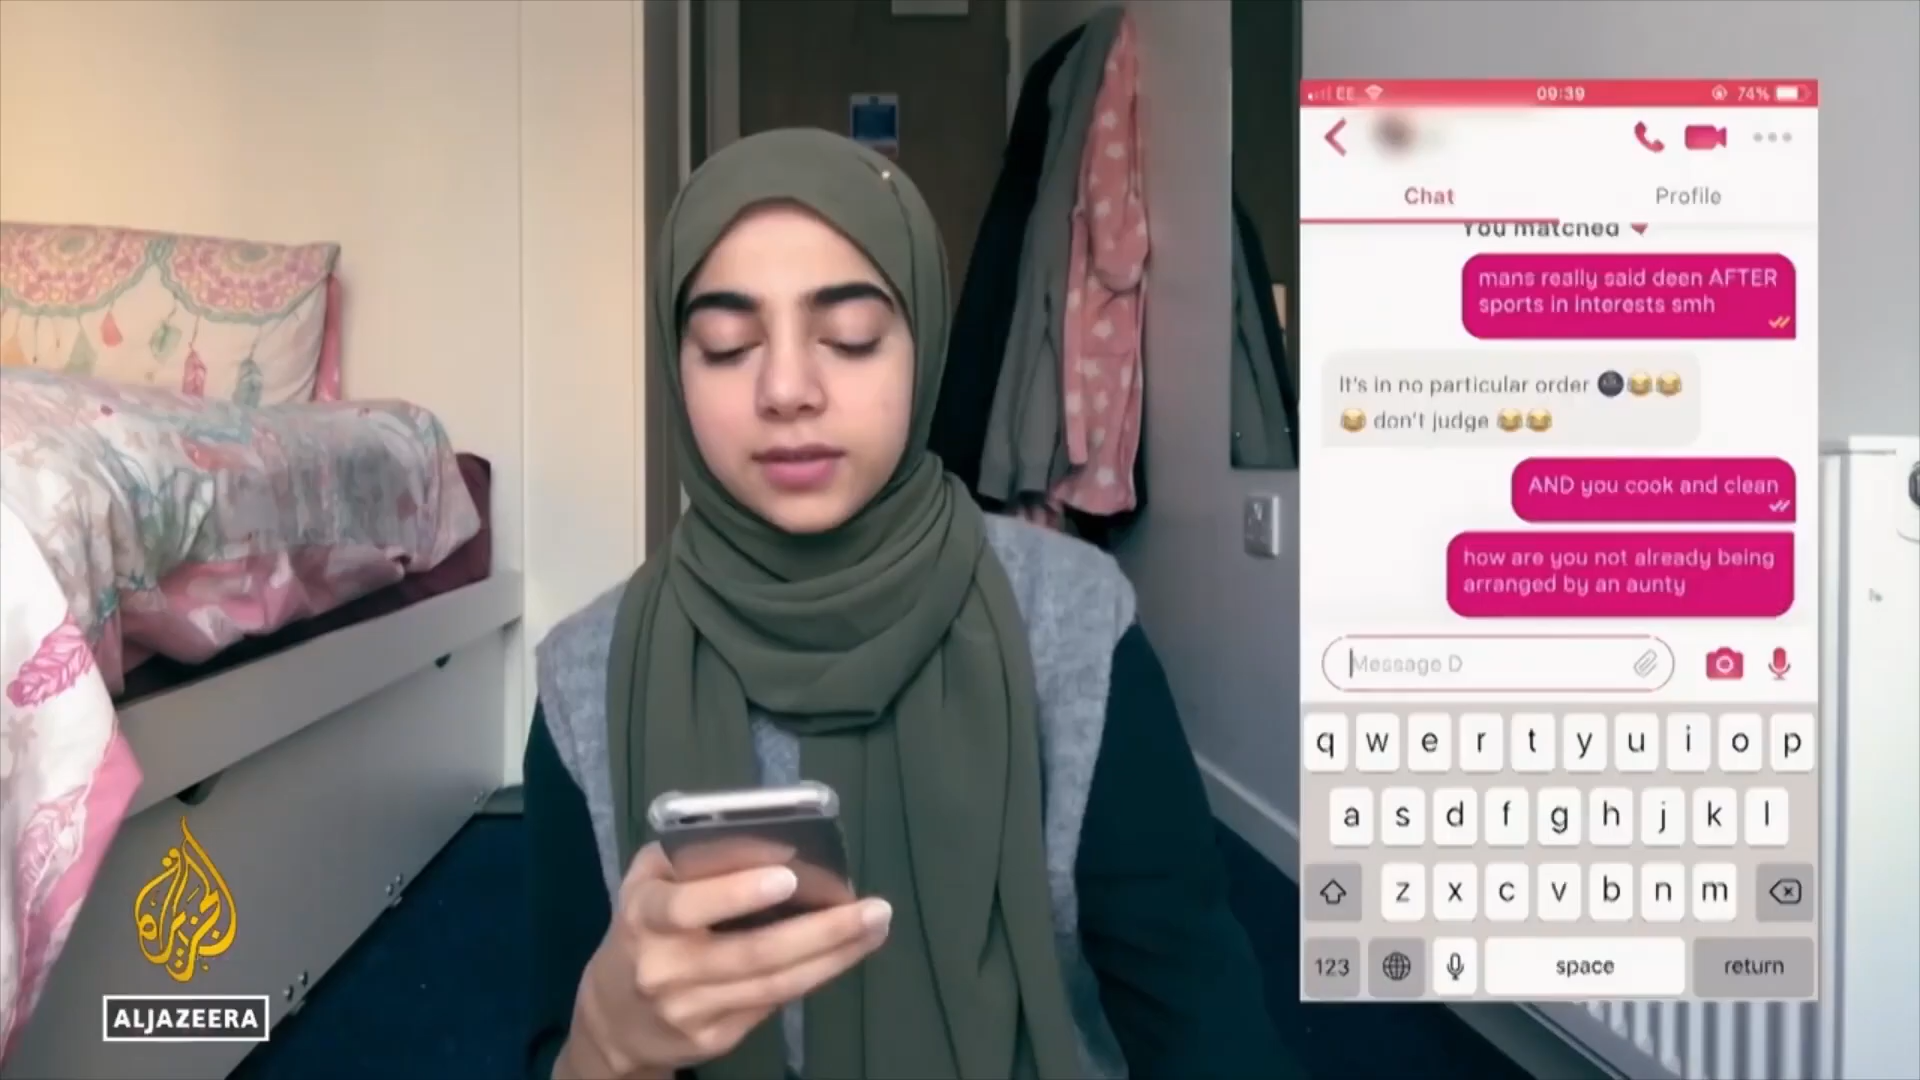 EE
09:39
74%
Chat
Profile
You matched
mans really said deen AFTER
sports in interests smh
It's in no particular order
don't judge
AND you cook and clean
how are you not already being
arranged by an aunty
Message D
q w e r t y u i o p
a s d f g h j k l
z x c v b n m
123
space
return
الجزيرة
ALJAZEERA